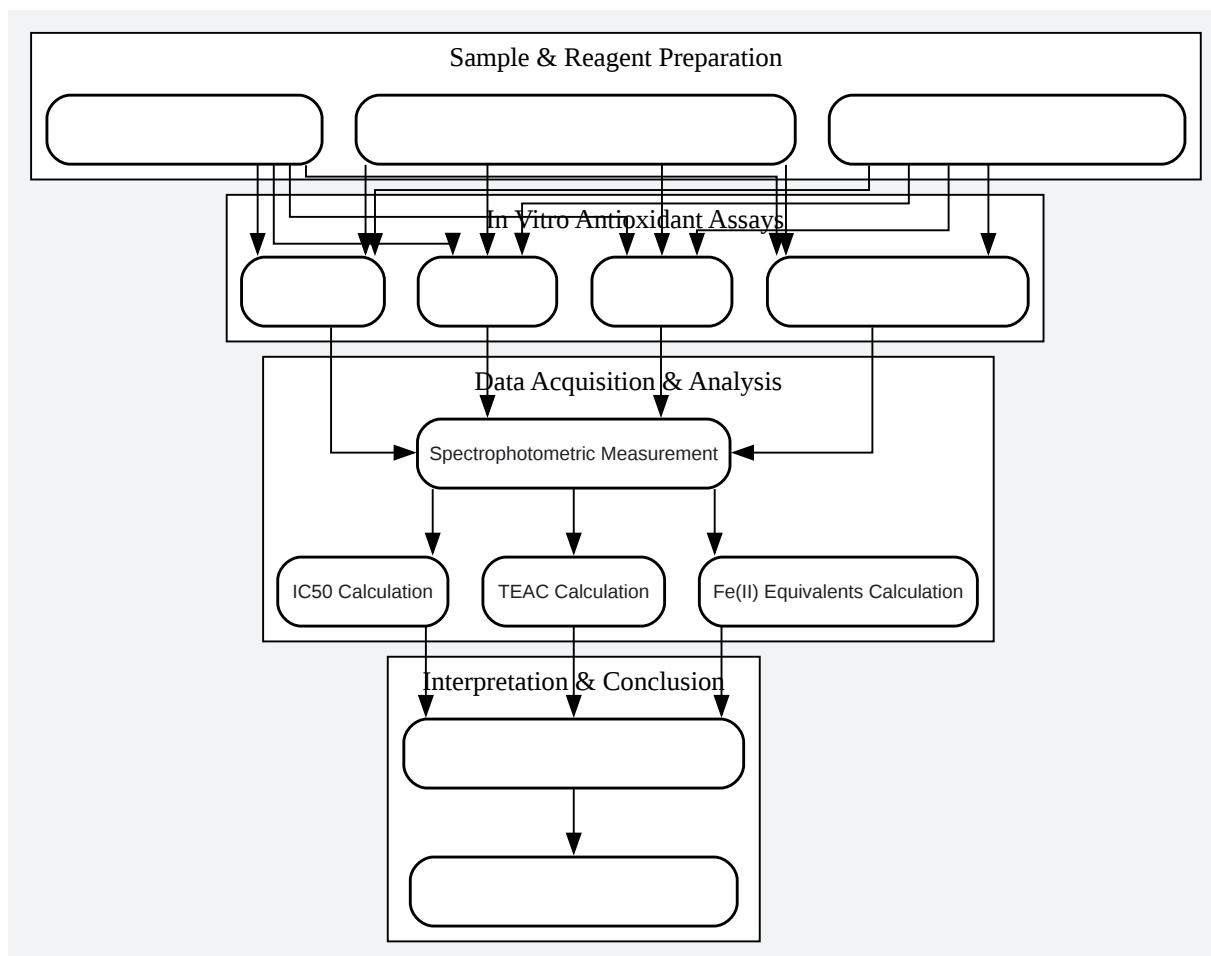 Sample & Reagent Preparation
In Vitro Antioxidant Assays
Data Acquisition & Analysis
Spectrophotometric Measurement
IC50 Calculation
TEAC Calculation
Fe(II) Equivalents Calculation
Interpretation & Conclusion